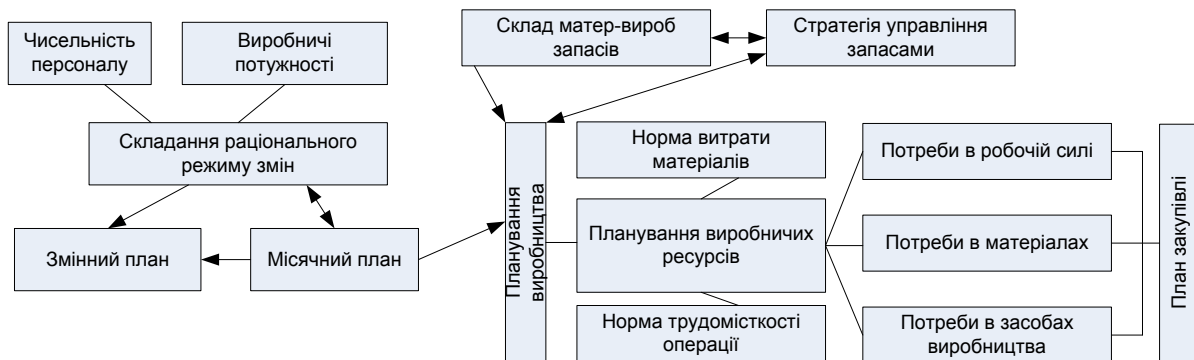 Чисельність
персоналу
Виробничі
потужності
Склад матер-вироб
запасів
Стратегія управління
запасами
Складання раціонального
режиму змін
Змінний план
Місячний план
Планування
виробництва
Норма витрати
матеріалів
Планування виробничих
ресурсів
Норма трудомісткості
операції
Потреби в робочій силі
Потреби в матеріалах
Потреби в засобах
виробництва
План закупівлі